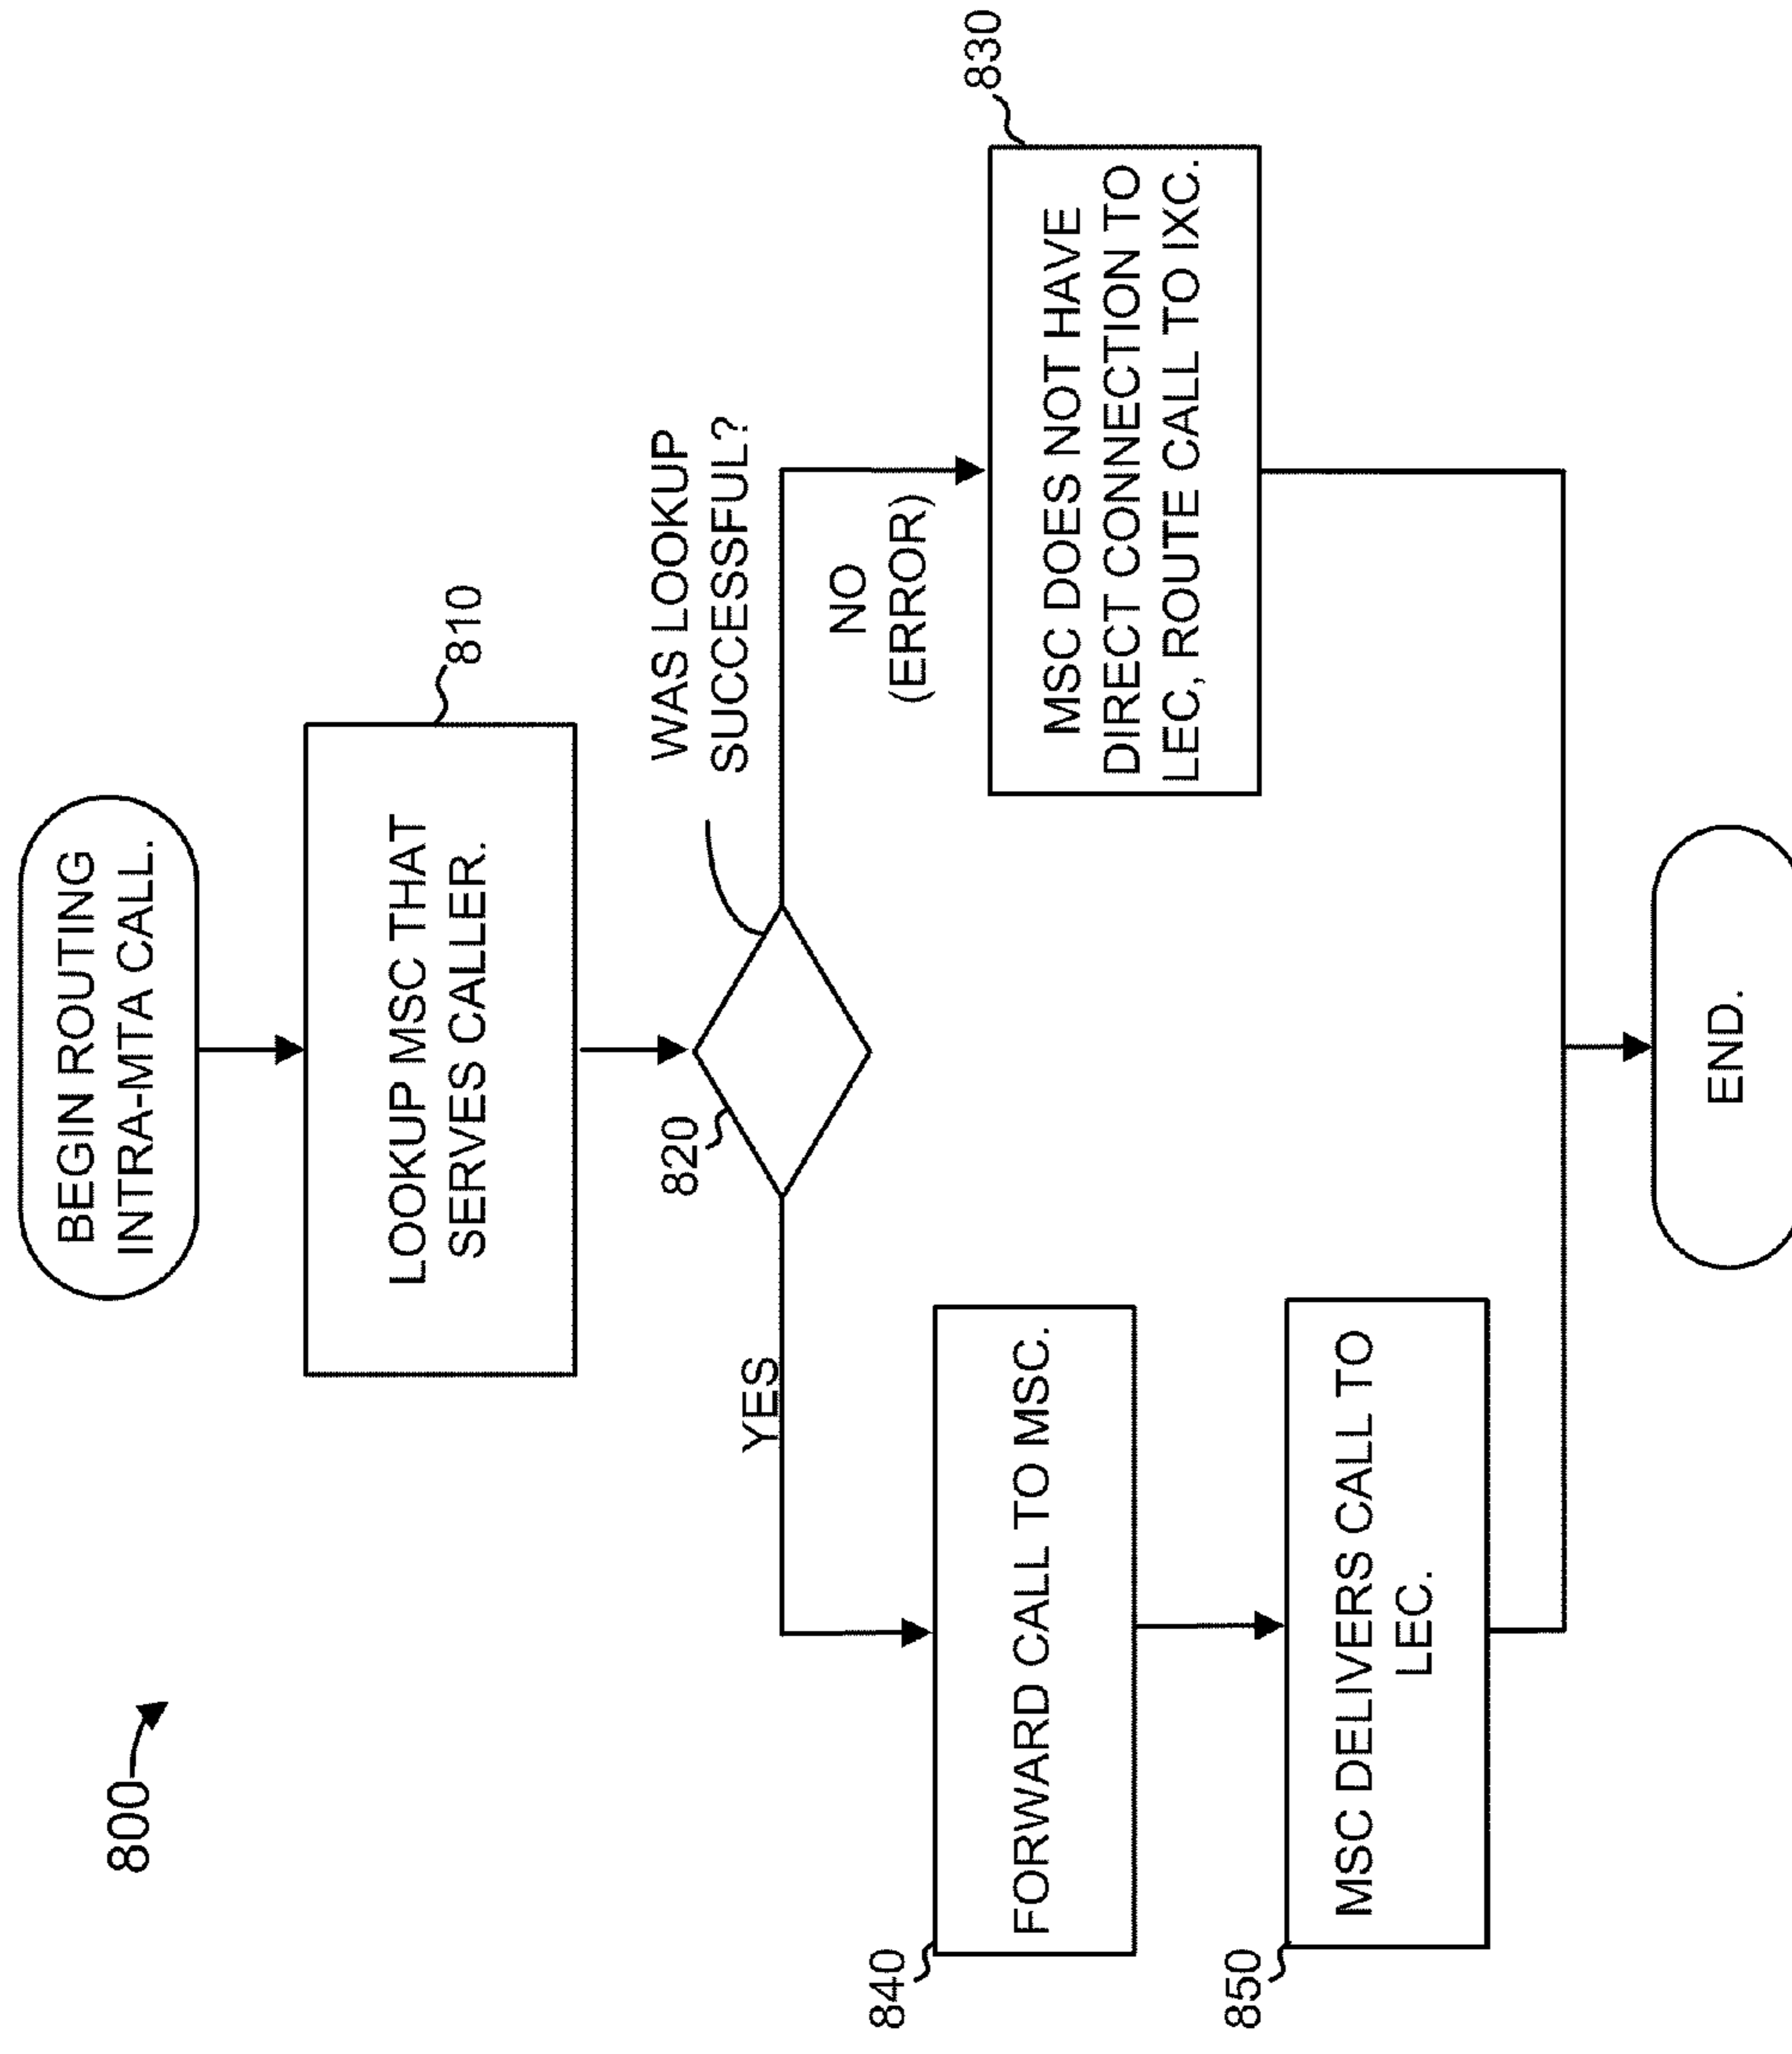 800
BEGIN ROUTING
INTRA-MTA CALL.
LOOKUP MSC THAT
SERVES CALLER.
810
820
WAS LOOKUP
SUCCESSFUL?
YES
NO
(ERROR)
840
FORWARD CALL TO MSC.
830
MSC DOES NOT HAVE
DIRECT CONNECTION TO
LEC, ROUTE CALL TO IXC.
850
MSC DELIVERS CALL TO
LEC.
END.